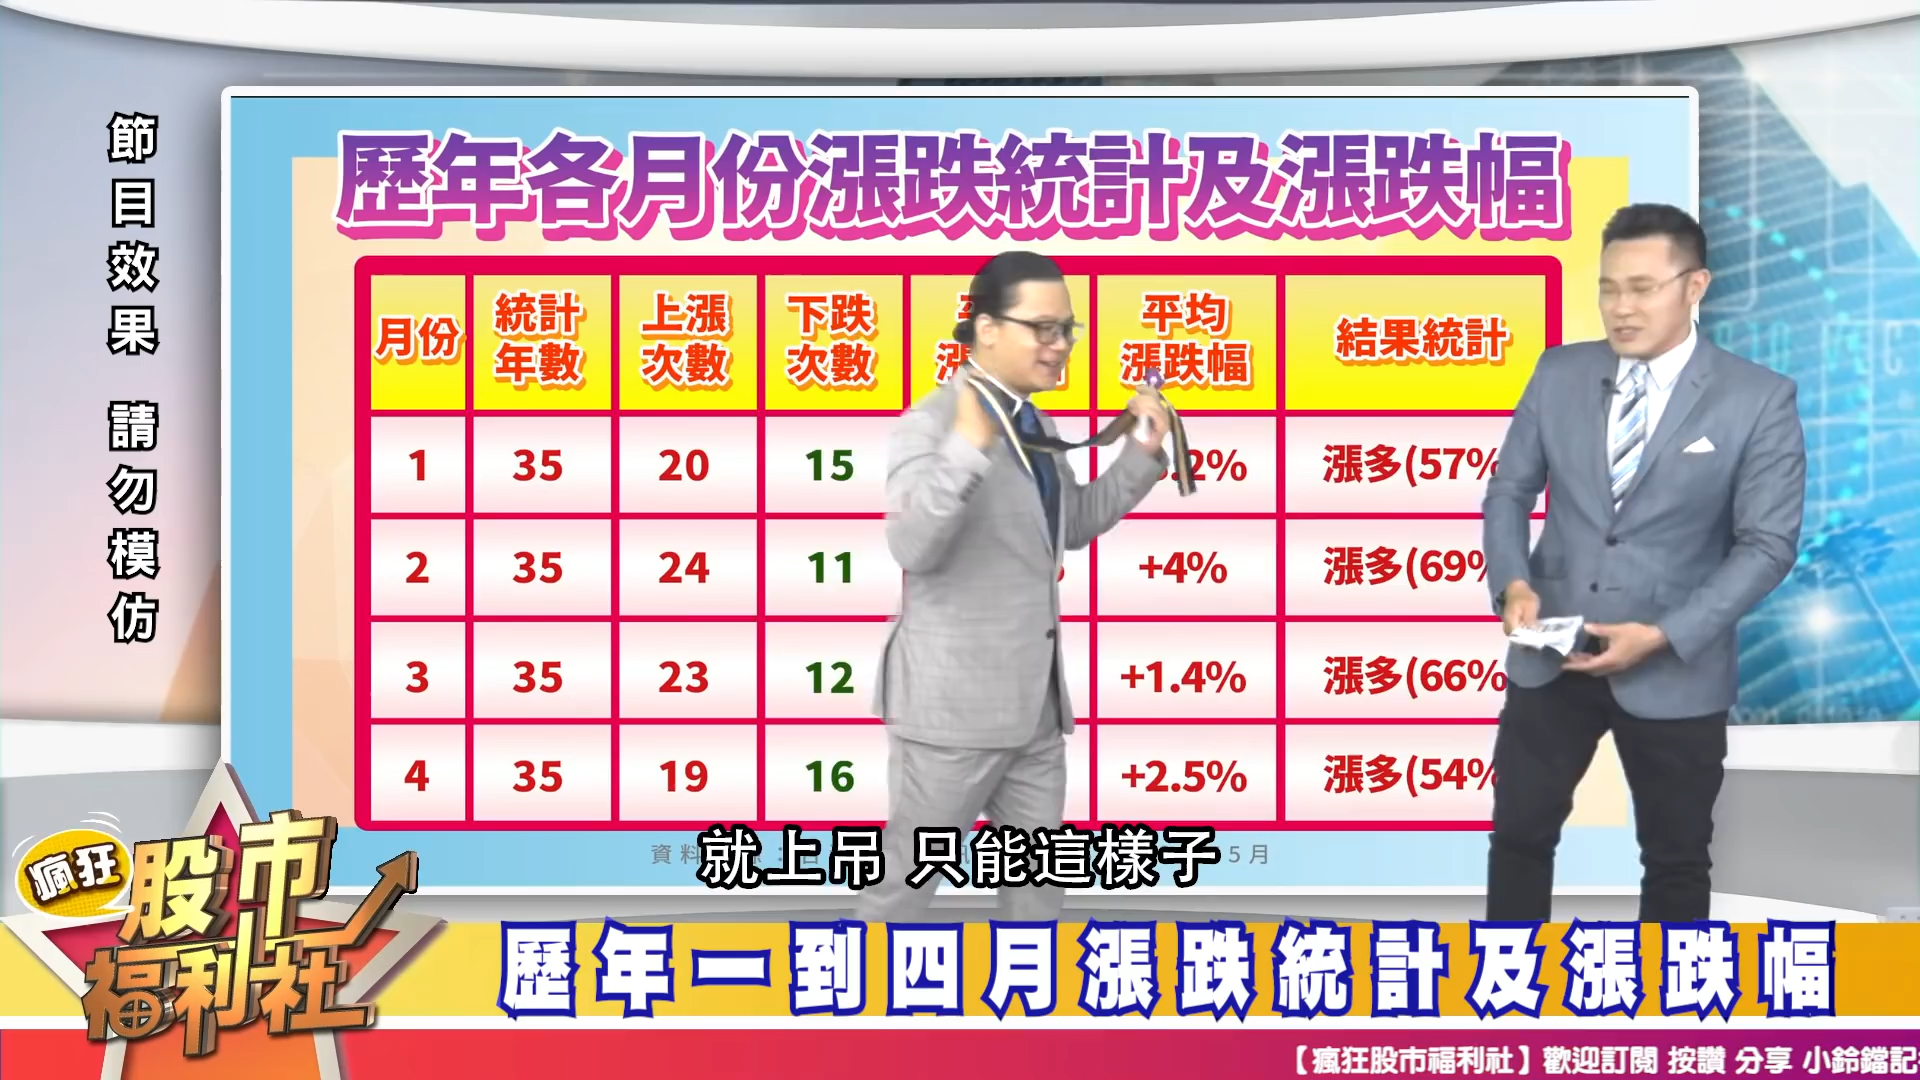 節目效果 請勿模仿
歷年各月份漲跌統計及漲跌幅
月份 統計年數 上漲次數 下跌次數 平均漲跌幅 結果統計
1 35 20 15 .2% 漲多(57%
2 35 24 11 +4% 漲多(69%
3 35 23 12 +1.4% 漲多(66%
4 35 19 16 +2.5% 漲多(54%
資料 5月
就上吊 只能這樣子
瘋狂
股市
福利社
歷年一到四月漲跌統計及漲跌幅
【瘋狂股市福利社】歡迎訂閱 按讚 分享 小鈴鐺記